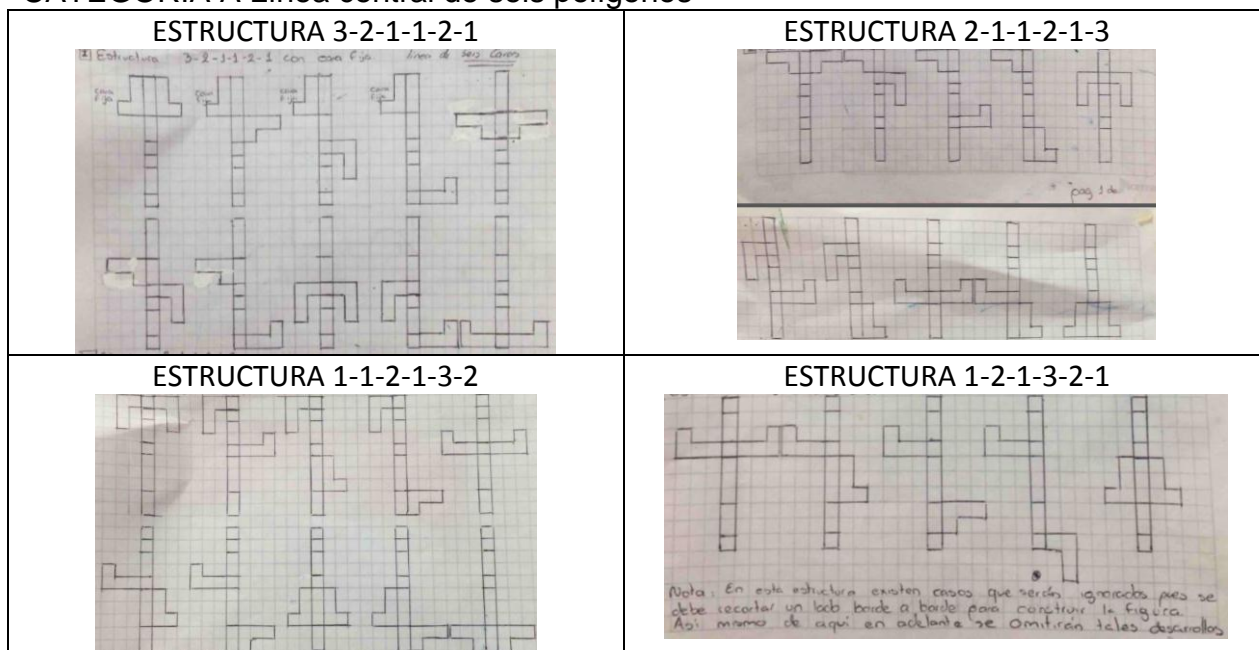 CATEGORÍA A Línea central de seis polígonos
ESTRUCTURA 3-2-1-1-2-1
Estructura 3-2-1-1-2-1 con cara fija. línea de seis caras
cara fija
cara fija
cara fija
cara fija
ESTRUCTURA 2-1-1-2-1-3
pag 1 de
ESTRUCTURA 1-1-2-1-3-2
ESTRUCTURA 1-2-1-3-2-1
Nota: En esta estructura existen casos que serán ignorados pues se
debe recortar un lado borde a borde para construir la figura.
Asi mismo de aquí en adelante se omitirán tales desarrollos